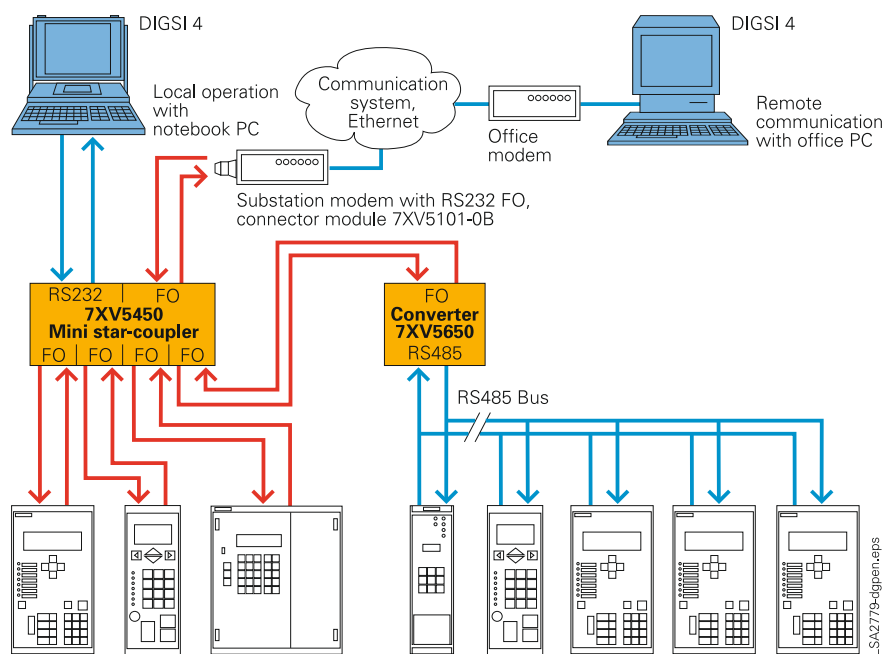 DIGSI 4
Local operation
with
notebook PC
Communication
system,
Ethernet
Office
modem
DIGSI 4
Remote
communication
with office PC
Substation modem with RS232 FO,
connector module 7XV5101-0B
RS232 FO
7XV5450
Mini star-coupler
FO FO FO FO
FO
Converter
7XV5650
RS485
RS485 Bus
LSA2779-dgpen.eps